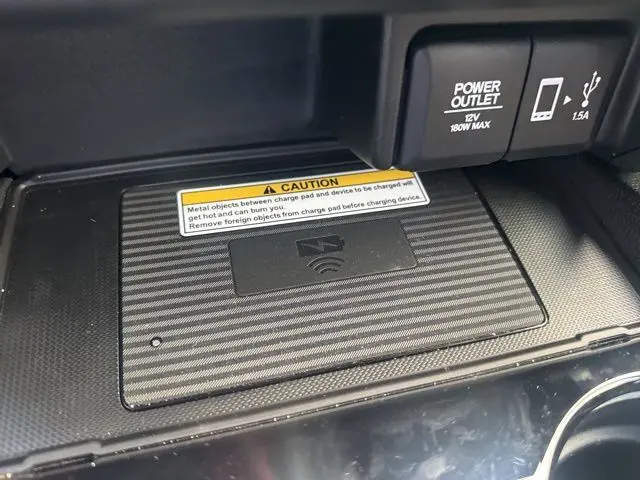 POWER
OUTLET
12V
180W MAX
1.5A
CAUTION
Metal objects between charge pad and device to be charged will
get hot and can burn you.
Remove foreign objects from charge pad before charging device.